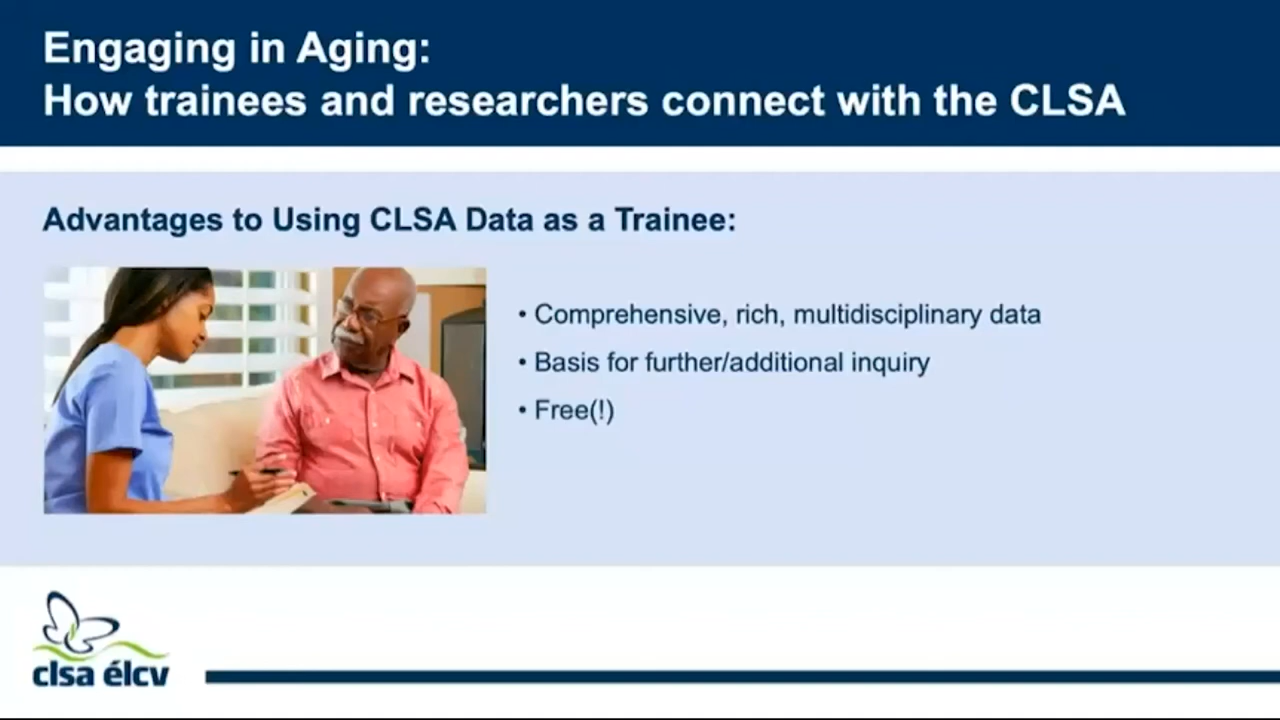 Engaging in Aging:
How trainees and researchers connect with the CLSA
Advantages to Using CLSA Data as a Trainee:
• Comprehensive, rich, multidisciplinary data
• Basis for further/additional inquiry
• Free(!)
clsa élcv